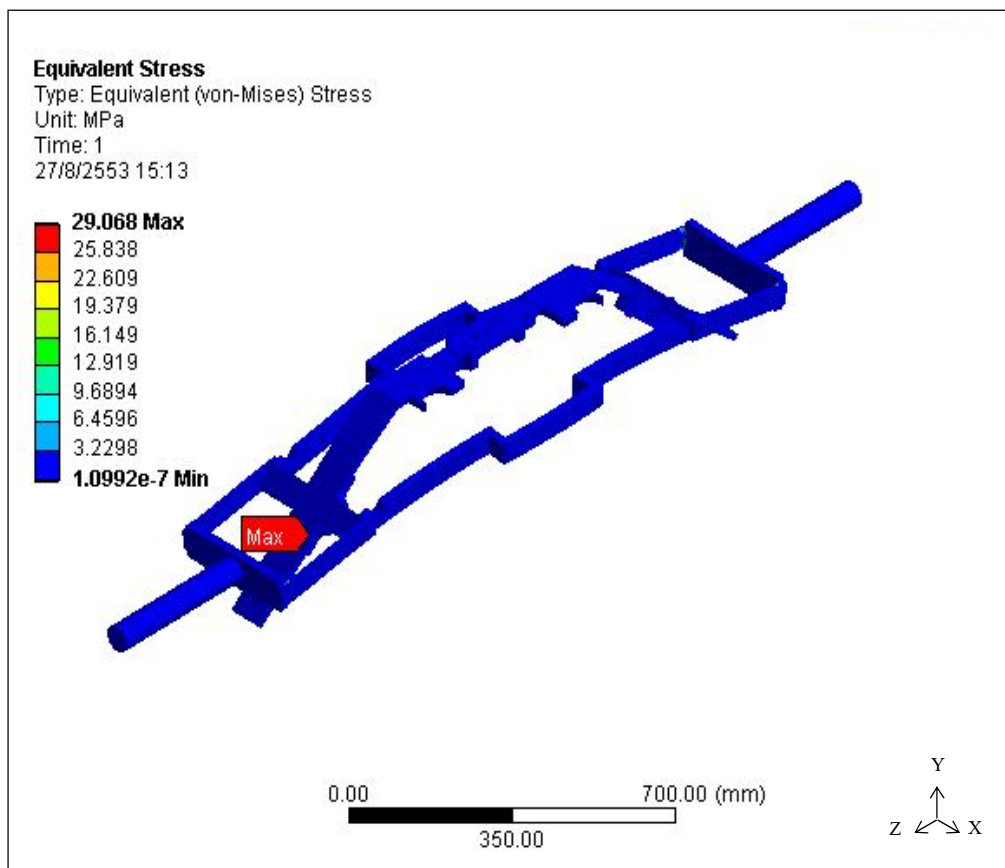 Equivalent Stress
Type: Equivalent (von-Mises) Stress
Unit: MPa
Time: 1
27/8/2553 15:13
29.068 Max
25.838
22.609
19.379
16.149
12.919
9.6894
6.4596
3.2298
1.0992e-7 Min
Max
0.00 700.00 (mm)
350.00
Y
Z X